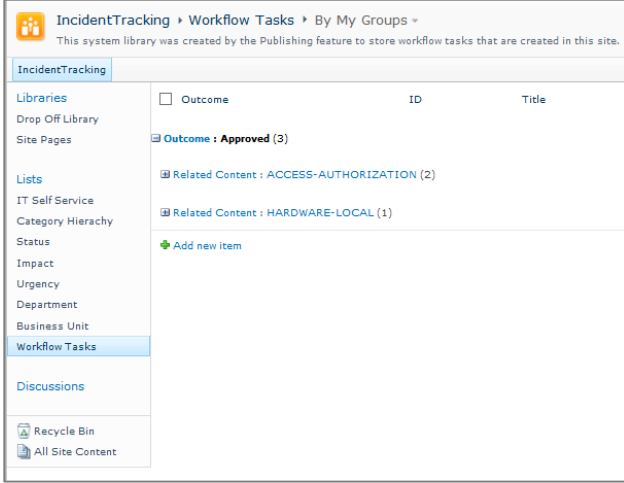 IncidentTracking ▸ Workflow Tasks ▸ By My Groups
This system library was created by the Publishing feature to store workflow tasks that are created in this site.
IncidentTracking
Libraries
Drop Off Library
Site Pages
Lists
IT Self Service
Category Hierachy
Status
Impact
Urgency
Department
Business Unit
Workflow Tasks
Discussions
Recycle Bin
All Site Content
Outcome ID Title
Outcome : Approved (3)
Related Content : ACCESS-AUTHORIZATION (2)
Related Content : HARDWARE-LOCAL (1)
Add new item